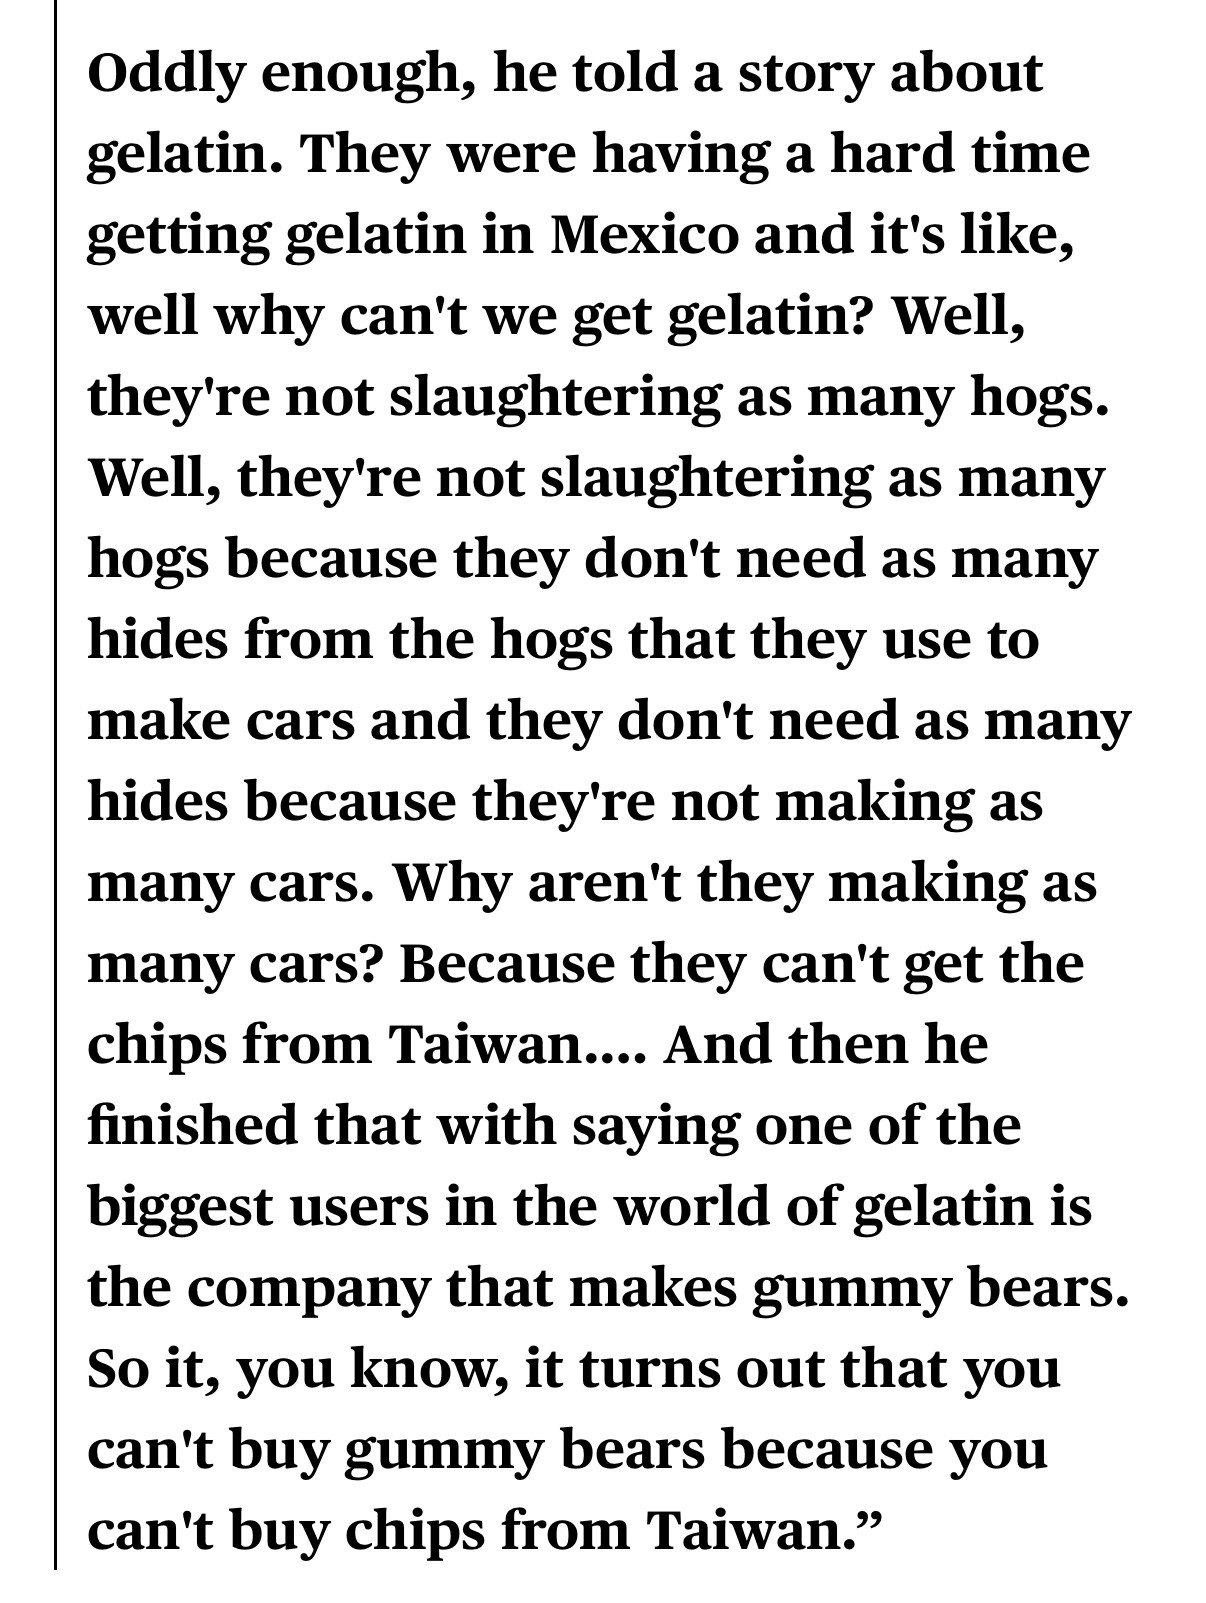 Oddly enough, he told a story about
gelatin. They were having a hard time
getting gelatin in Mexico and it's like,
well why can't we get gelatin? Well,
they're not slaughtering as many hogs.
Well, they're not slaughtering as many
hogs because they don't need as many
hides from the hogs that they use to
make cars and they don't need as many
hides because they're not making as
many cars. Why aren't they making as
many cars? Because they can't get the
chips from Taiwan.... And then he
finished that with saying one of the
biggest users in the world of gelatin is
the company that makes gummy bears.
So it, you know, it turns out that you
can't buy gummy bears because you
can't buy chips from Taiwan.”